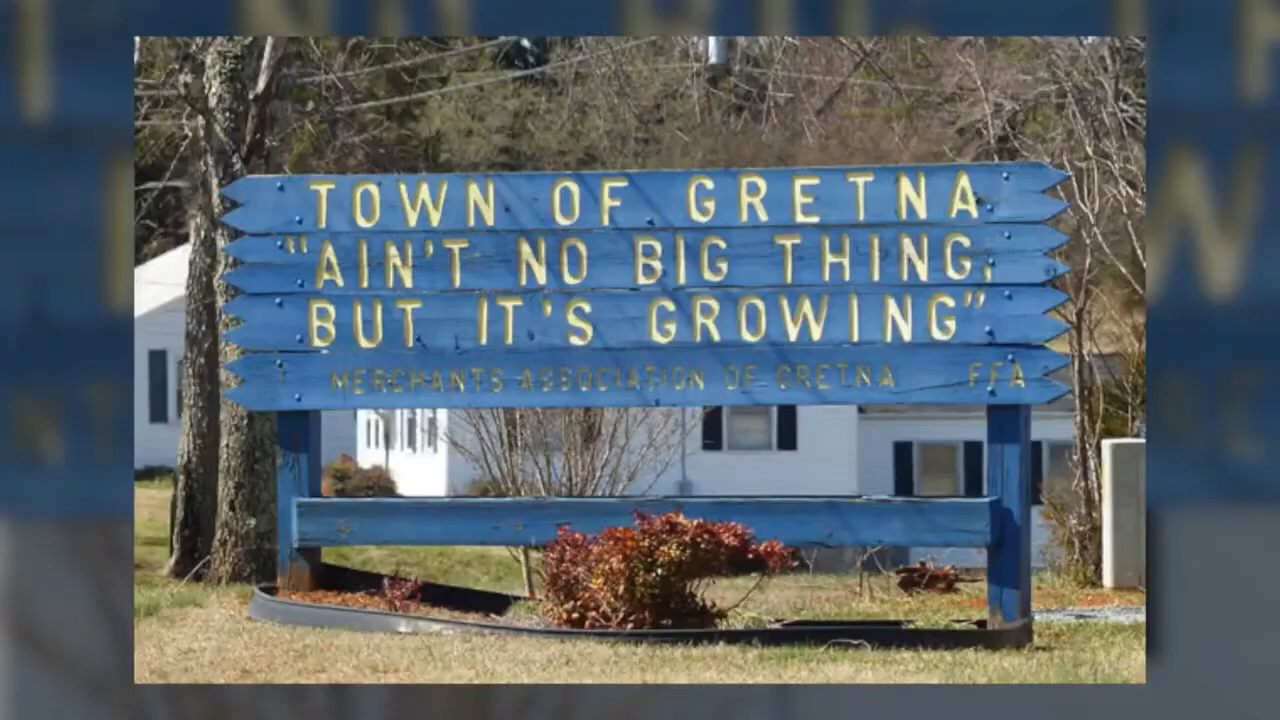 TOWN OF GRETNA
"AIN'T NO BIG THING,
BUT IT'S GROWING"
MERCHANTS ASSOCIATION OF GRETNA FFA